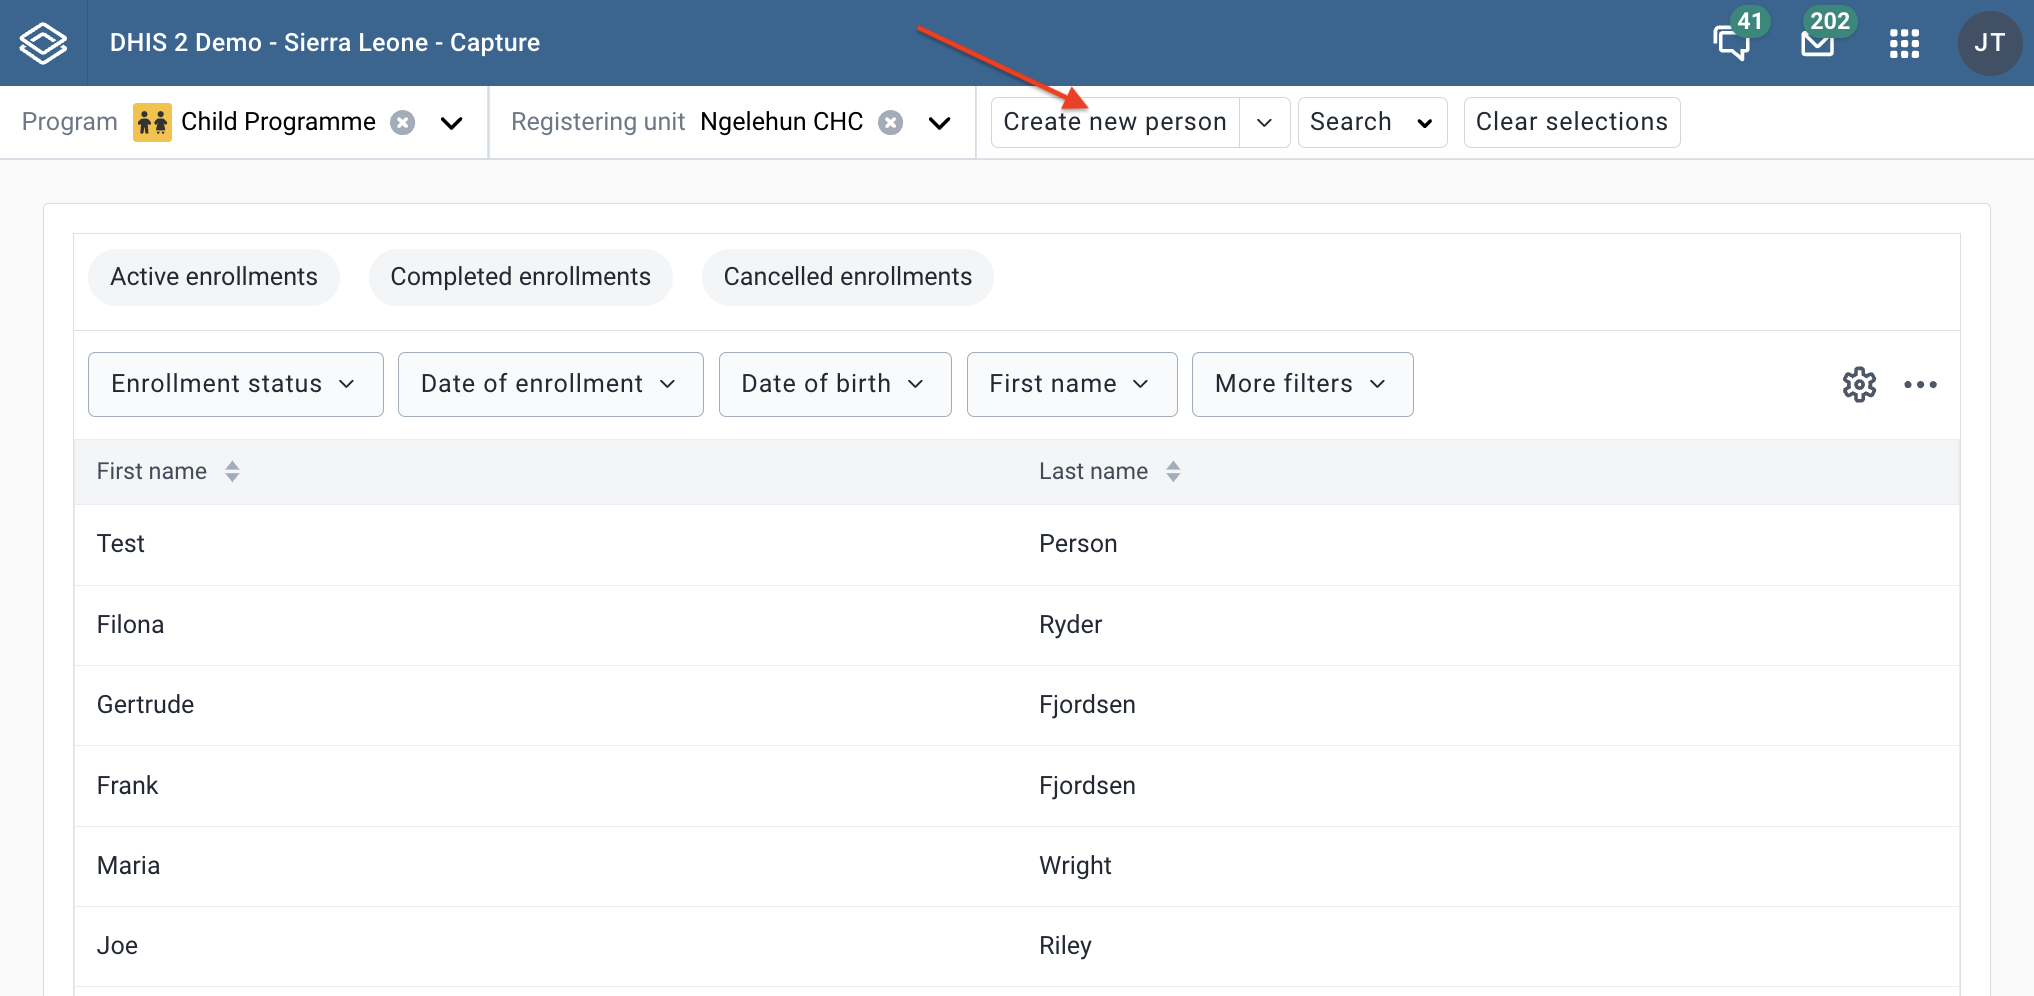 DHIS 2 Demo - Sierra Leone - Capture 41 202 JT
Program Child Programme Registering unit Ngelehun CHC Create new person Search Clear selections
Active enrollments Completed enrollments Cancelled enrollments
Enrollment status Date of enrollment Date of birth First name More filters
First name Last name
Test Person
Filona Ryder
Gertrude Fjordsen
Frank Fjordsen
Maria Wright
Joe Riley